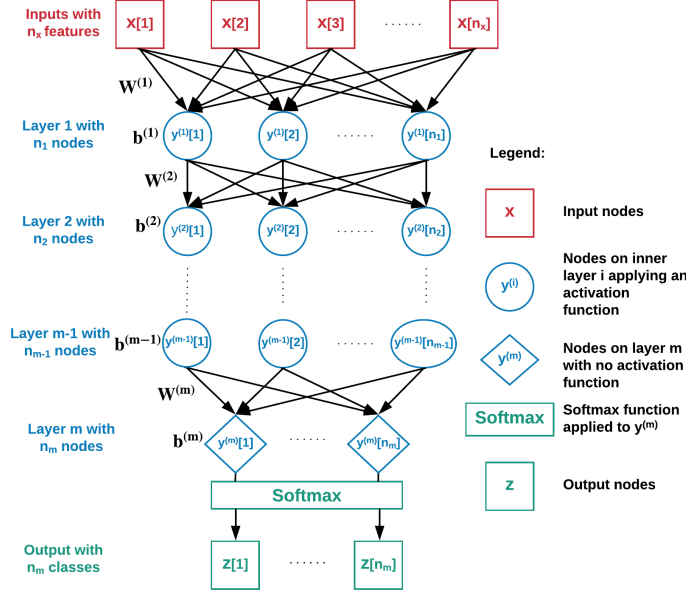 Inputs with
nₓ features
x[1] x[2] x[3] ...... x[nₓ]
W⁽¹⁾
Layer 1 with
n₁ nodes
b⁽¹⁾ y⁽¹⁾[1] y⁽¹⁾[2] ...... y⁽¹⁾[n₁]
W⁽²⁾
Layer 2 with
n₂ nodes
b⁽²⁾ y⁽²⁾[1] y⁽²⁾[2] ...... y⁽²⁾[n₂]
Layer m-1 with
nₘ₋₁ nodes
b⁽ᵐ⁻¹⁾ y⁽ᵐ⁻¹⁾[1] y⁽ᵐ⁻¹⁾[2] ...... y⁽ᵐ⁻¹⁾[nₘ₋₁]
W⁽ᵐ⁾
Layer m with
nₘ nodes
b⁽ᵐ⁾ y⁽ᵐ⁾[1] ...... y⁽ᵐ⁾[nₘ]
Softmax
Output with
nₘ classes
z[1] ...... z[nₘ]
Legend:
x Input nodes
y⁽ⁱ⁾
Nodes on inner
layer i applying an
activation
function
y⁽ᵐ⁾
Nodes on layer m
with no activation
function
Softmax
Softmax function
applied to y⁽ᵐ⁾
z Output nodes